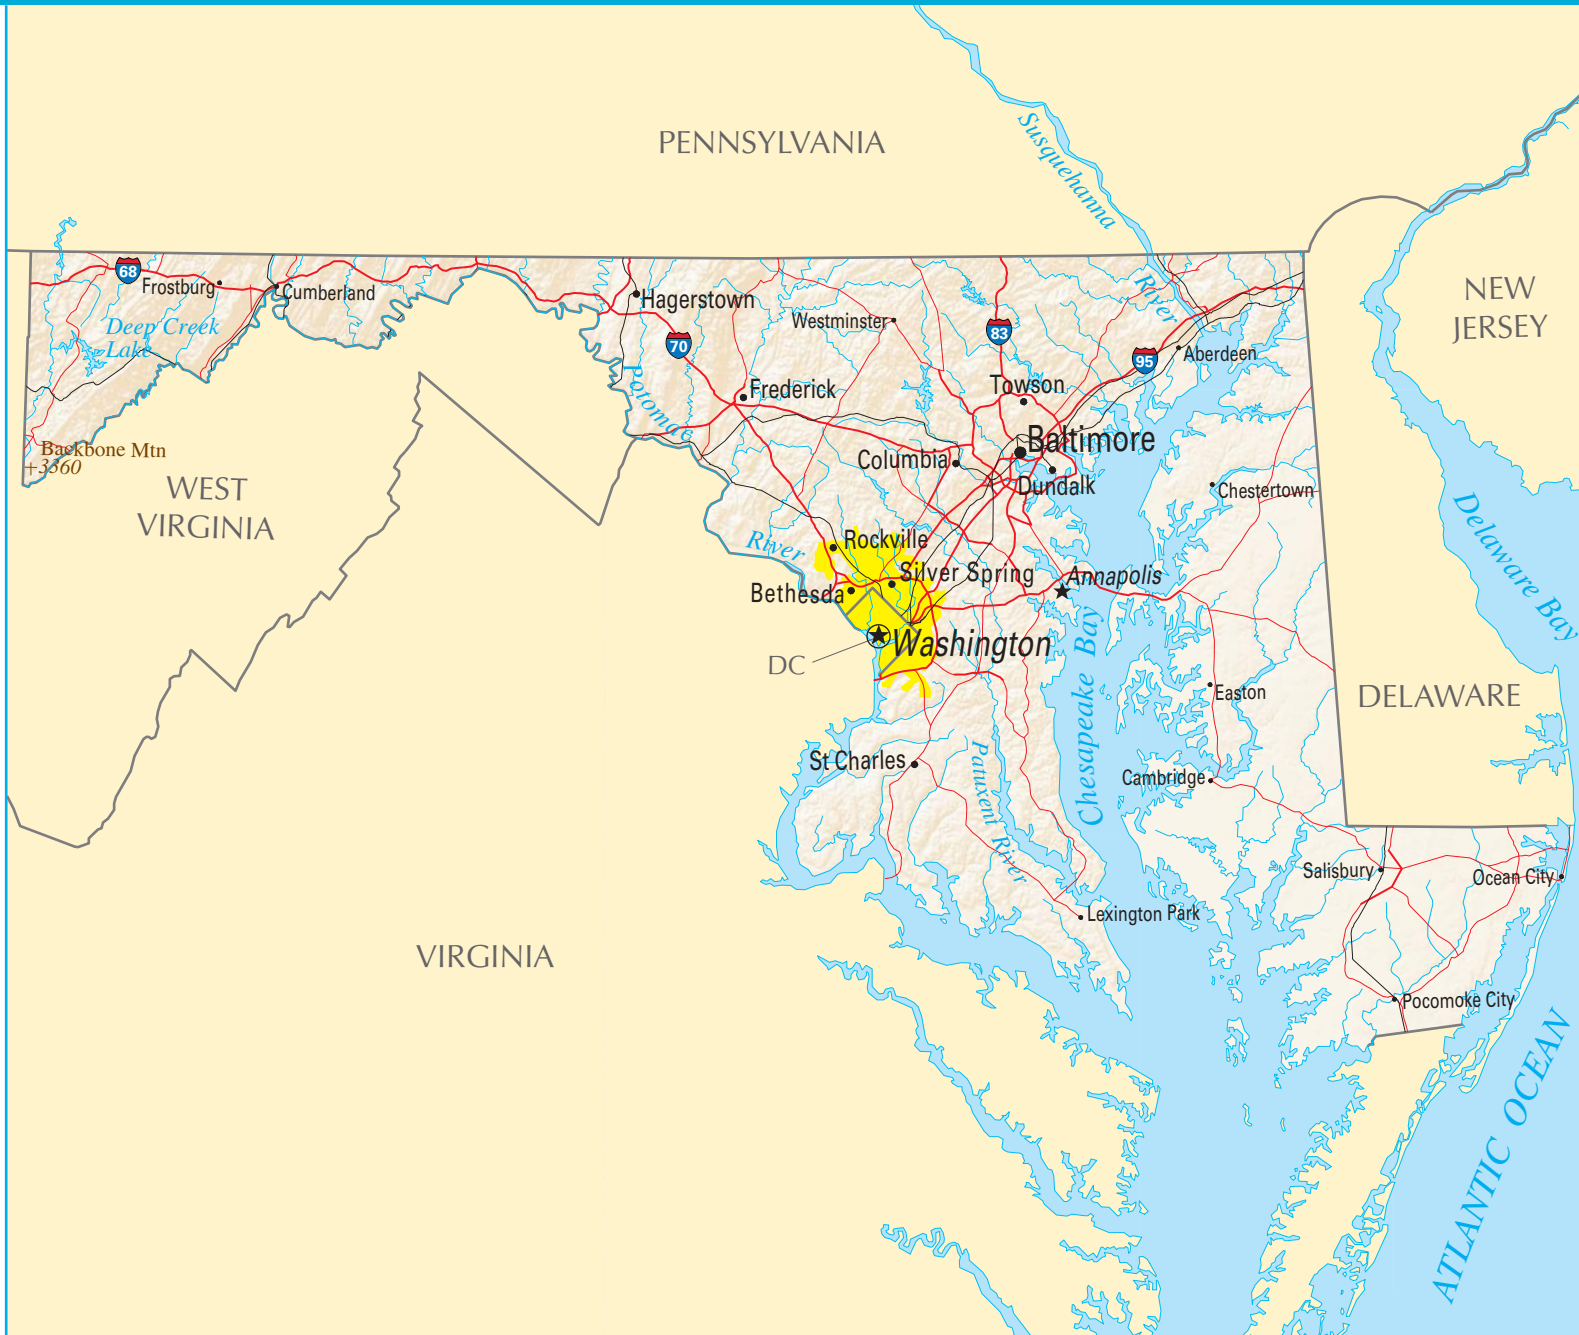 PENNSYLVANIA
Susquehanna
River
NEW
JERSEY
68
Frostburg
Cumberland
Deep Creek
Lake
Hagerstown
70
Westminster
83
95
Aberdeen
Towson
Frederick
Potomac
River
Baltimore
Columbia
Dundalk
Chestertown
Backbone Mtn
+3360
WEST
VIRGINIA
Delaware Bay
Rockville
Silver Spring
Bethesda
Annapolis
Washington
DC
Chesapeake Bay
Easton
DELAWARE
St Charles
Patuxent River
Cambridge
Salisbury
Ocean City
Lexington Park
VIRGINIA
Pocomoke City
ATLANTIC OCEAN